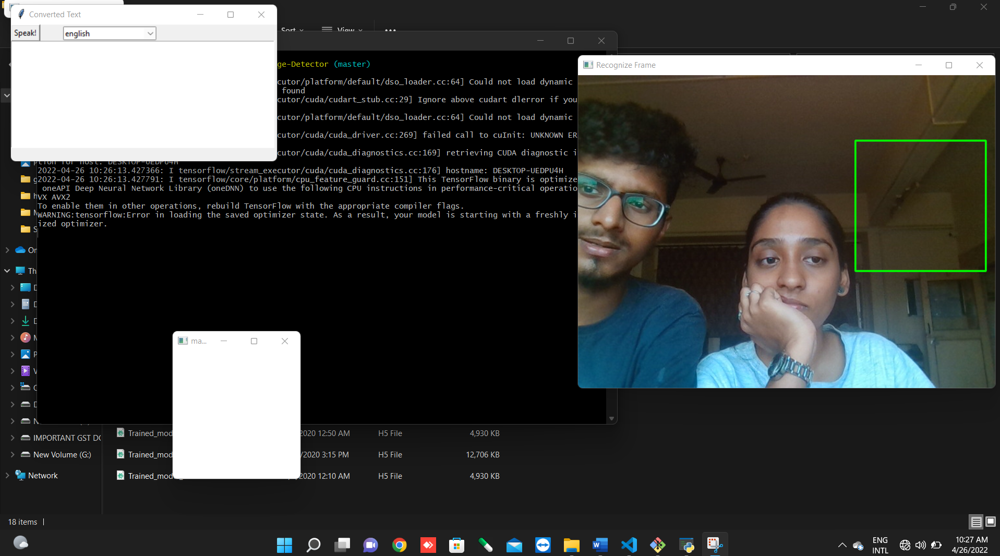 Converted Text
Speak!
english
Sort
View
ge-Detector (master)
cutor/platform/default/dso_loader.cc:64] Could not load dynamic
found
cutor/cuda/cudart_stub.cc:29] Ignore above cudart dlerror if you
cutor/platform/default/dso_loader.cc:64] Could not load dynamic
cutor/cuda/cuda_driver.cc:269] failed call to cuInit: UNKNOWN ER
cutor/cuda/cuda_diagnostics.cc:169] retrieving CUDA diagnostic i
tion for host: DESKTOP-UEDPU4H
2022-04-26 10:26:13.427366: I tensorflow/stream_executor/cuda/cuda_diagnostics.cc:176] hostname: DESKTOP-UEDPU4H
2022-04-26 10:26:13.427791: I tensorflow/core/platform/cpu_feature_guard.cc:151] This TensorFlow binary is optimize
oneAPI Deep Neural Network Library (oneDNN) to use the following CPU instructions in performance-critical operatio
VX AVX2
To enable them in other operations, rebuild TensorFlow with the appropriate compiler flags.
WARNING:tensorflow:Error in loading the saved optimizer state. As a result, your model is starting with a freshly i
ized optimizer.
Recognize Frame
ma...
On
Th
IMPORTANT GST DO
New Volume (G:)
Network
Trained_mod 2020 12:50 AM H5 File 4,930 KB
Trained_mod /2020 3:15 PM H5 File 12,706 KB
Trained_mod 2020 12:10 AM H5 File 4,930 KB
18 items
ENG
INTL
10:27 AM
4/26/2022